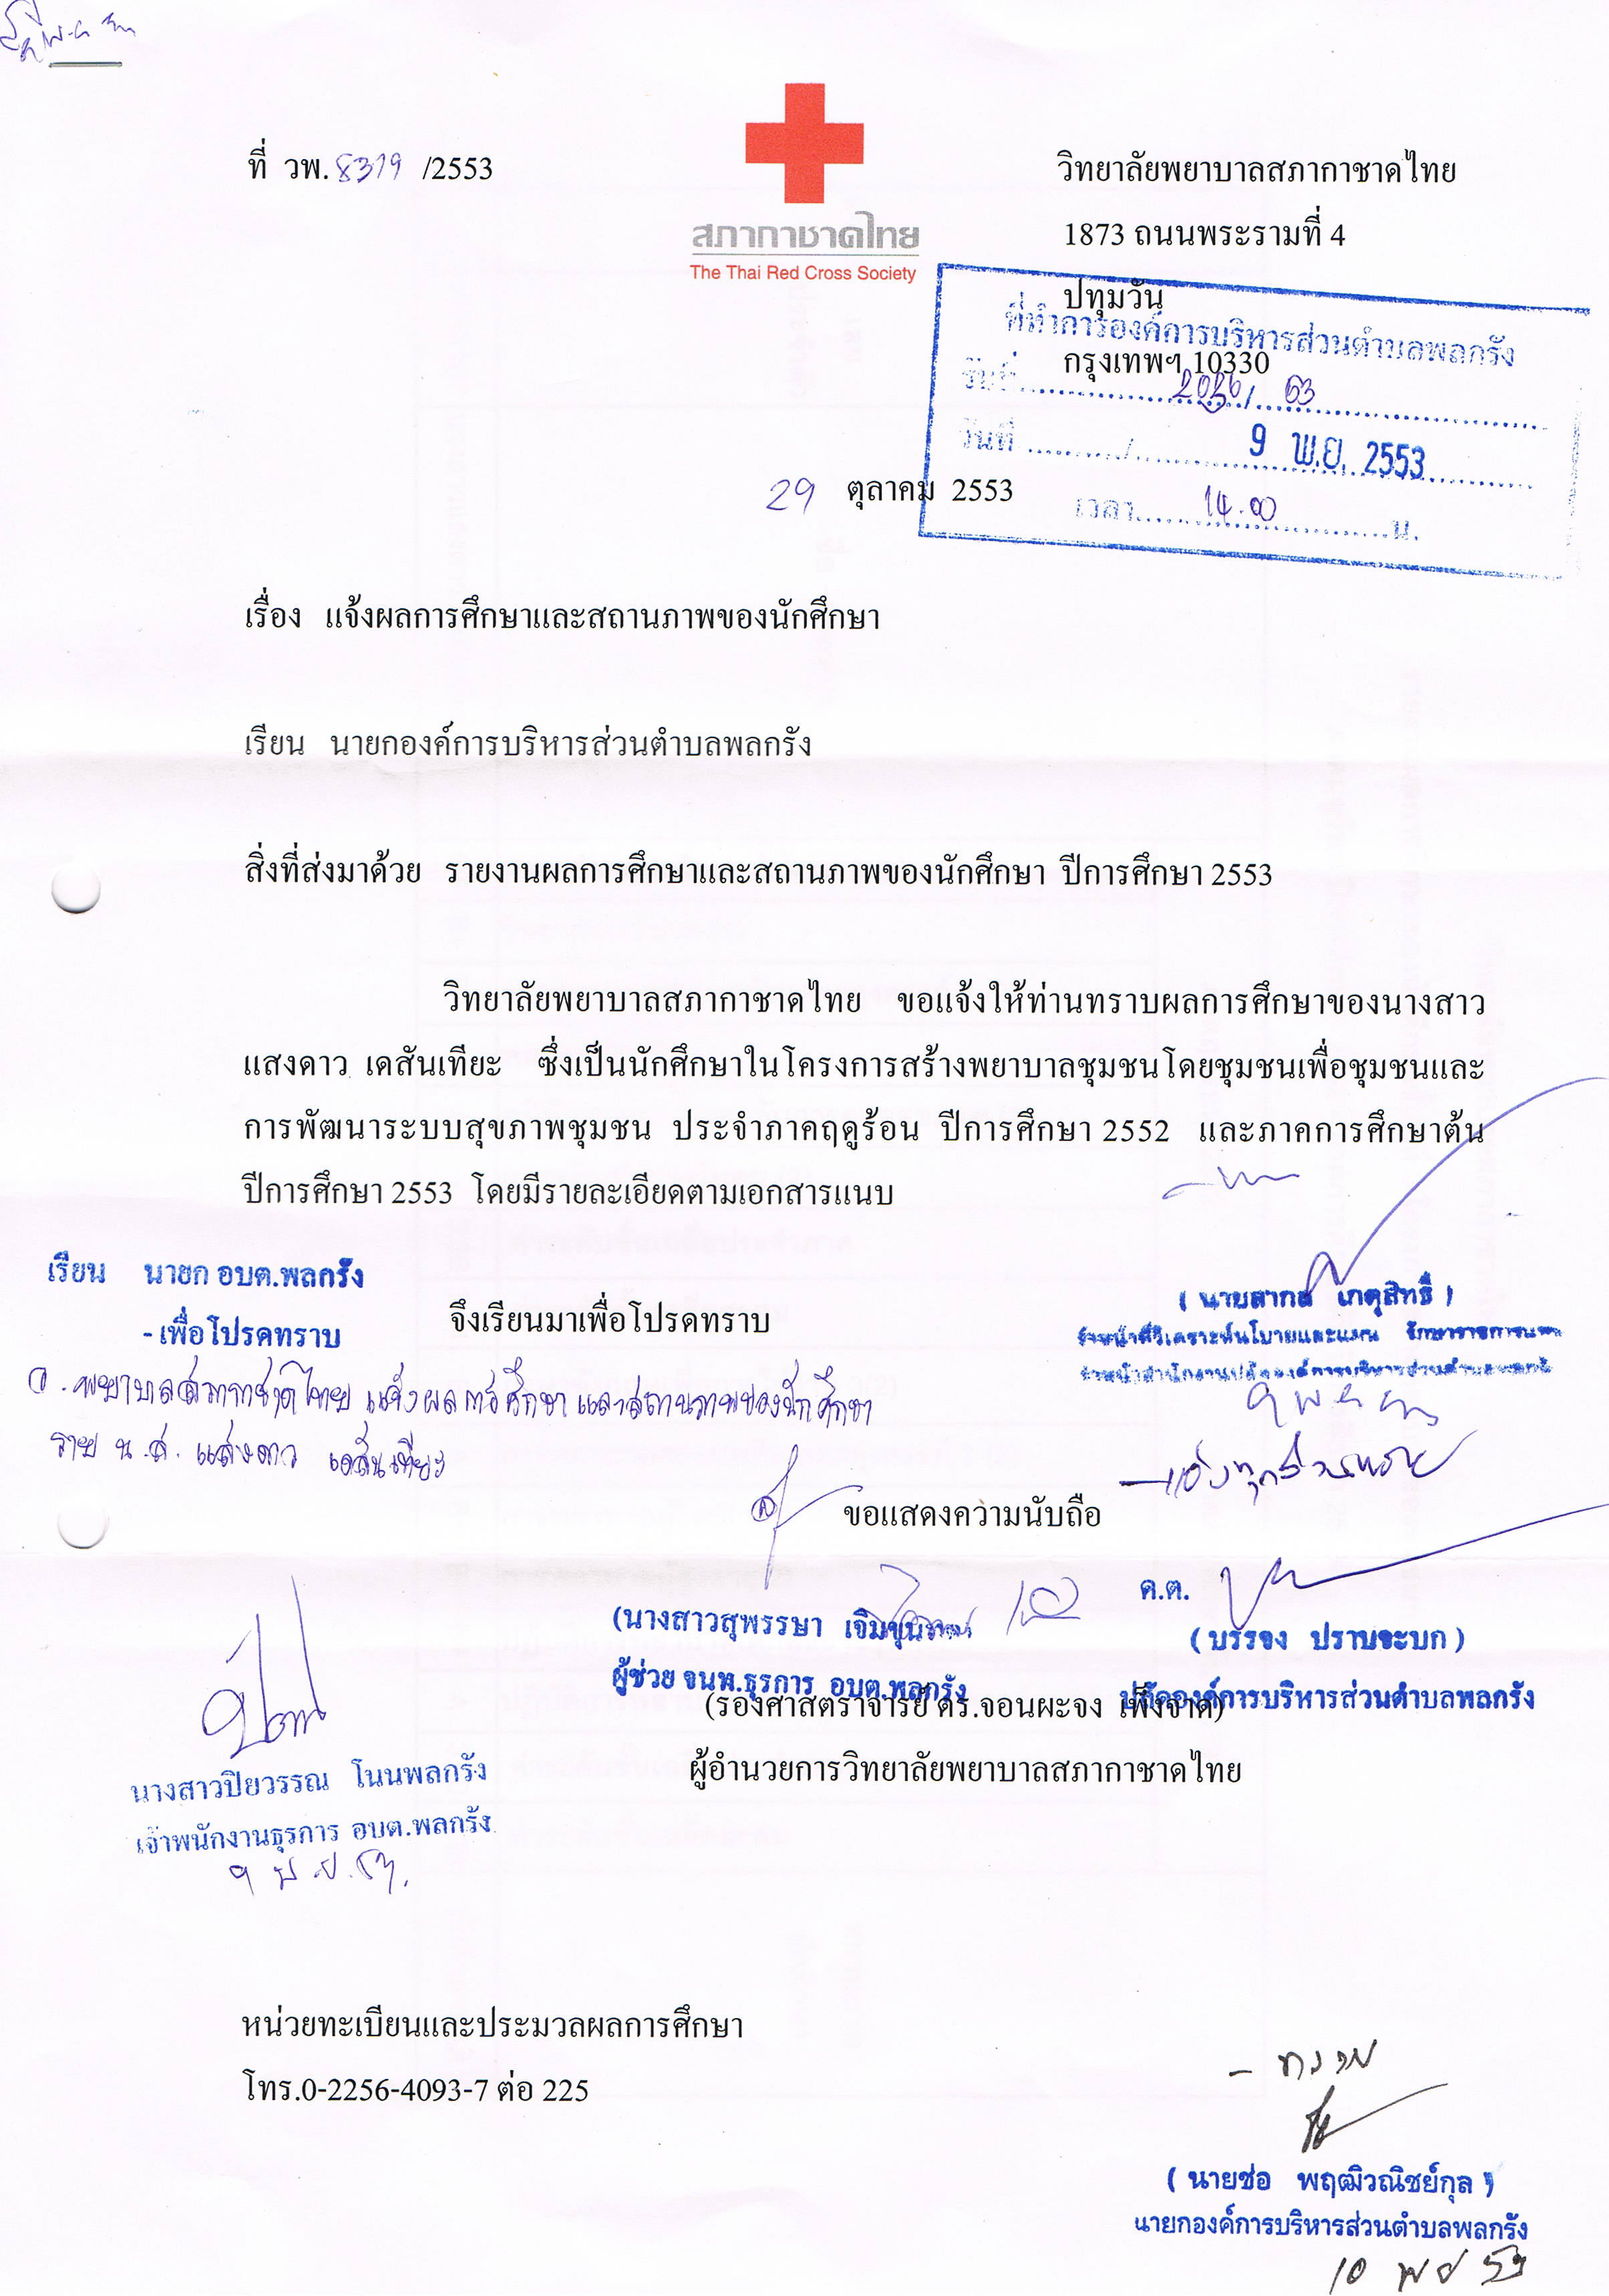 ที่ วพ. 8319 /2553
สภากาชาดไทย
The Thai Red Cross Society
วิทยาลัยพยาบาลสภากาชาดไทย
1873 ถนนพระรามที่ 4
ปทุมวัน
กรุงเทพฯ 10330
ที่ทำการองค์การบริหารส่วนตำบลพลกรัง
รับที่
วันที่ 9 พ.ย. 2553
เวลา 14.00 น.
29 ตุลาคม 2553
เรื่อง แจ้งผลการศึกษาและสถานภาพของนักศึกษา
เรียน นายกองค์การบริหารส่วนตำบลพลกรัง
สิ่งที่ส่งมาด้วย รายงานผลการศึกษาและสถานภาพของนักศึกษา ปีการศึกษา 2553
วิทยาลัยพยาบาลสภากาชาดไทย ขอแจ้งให้ท่านทราบผลการศึกษาของนางสาว
แสงดาว เดสันเทียะ ซึ่งเป็นนักศึกษาในโครงการสร้างพยาบาลชุมชนโดยชุมชนเพื่อชุมชนและ
การพัฒนาระบบสุขภาพชุมชน ประจำภาคฤดูร้อน ปีการศึกษา 2552 และภาคการศึกษาต้น
ปีการศึกษา 2553 โดยมีรายละเอียดตามเอกสารแนบ
เรียน นายก อบต.พลกรัง
- เพื่อโปรดทราบ
จึงเรียนมาเพื่อโปรดทราบ
ว.พยาบาลสภากาชาดไทย แจ้งผลการศึกษาและสถานภาพของนักศึกษา
ราย น.ส. แสงดาว เดสันเทียะ
ขอแสดงความนับถือ
(นางสาวสุพรรษา
ผู้ช่วย จนท.ธุรการ อบต.พลกรัง
(รองศาสตราจารย์ ดร.จอนผะจง เพ็งจาด)
ผู้อำนวยการวิทยาลัยพยาบาลสภากาชาดไทย
ด.ต.
( บรรจง ปราบจะบก )
ปลัดองค์การบริหารส่วนตำบลพลกรัง
นางสาวปิยวรรณ โนนพลกรัง
เจ้าพนักงานธุรการ อบต.พลกรัง
9 พ.ย. 53
หน่วยทะเบียนและประมวลผลการศึกษา
โทร.0-2256-4093-7 ต่อ 225
- ทราบ
( นายช่อ พฤฒิวณิชย์กุล )
นายกองค์การบริหารส่วนตำบลพลกรัง
10 พย 53